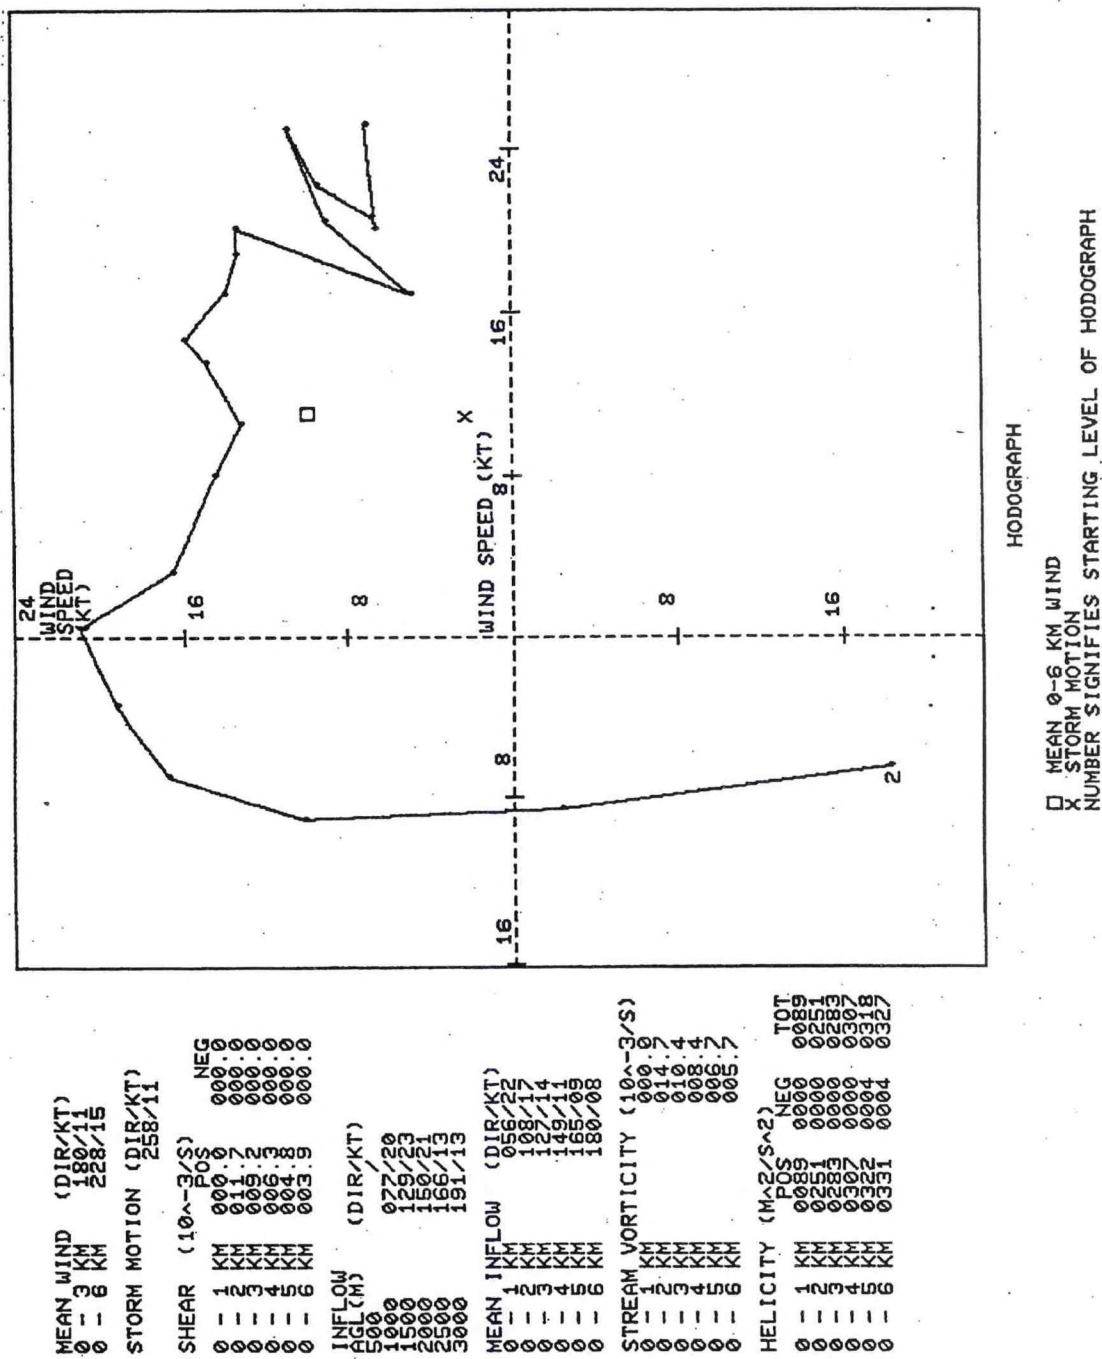 MEAN WIND (DIR/KT)
0 - 3 KM 180/11
0 - 6 KM 228/15
STORM MOTION (DIR/KT)
258/11
SHEAR (10^-3/S)
POS NEG
0 - 1 KM 000.0 000.0
0 - 2 KM 011.7 000.0
0 - 3 KM 009.2 000.0
0 - 4 KM 006.3 000.0
0 - 5 KM 004.8 000.0
0 - 6 KM 003.9 000.0
INFLOW
AGL(M) (DIR/KT)
500 /
1000 077/20
1500 129/23
2000 150/21
2500 166/13
3000 191/13
MEAN INFLOW (DIR/KT)
0 - 1 KM 056/22
0 - 2 KM 108/17
0 - 3 KM 127/14
0 - 4 KM 149/11
0 - 5 KM 165/09
0 - 6 KM 180/08
STREAM VORTICITY (10^-3/S)
0 - 1 KM 000.0
0 - 2 KM 014.7
0 - 3 KM 010.4
0 - 4 KM 008.4
0 - 5 KM 006.7
0 - 6 KM 005.7
HELICITY (M^2/S^2)
POS NEG TOT
0 - 1 KM 0089 0000 0089
0 - 2 KM 0251 0000 0251
0 - 3 KM 0283 0000 0283
0 - 4 KM 0307 0000 0307
0 - 5 KM 0322 0004 0318
0 - 6 KM 0331 0004 0327
24
WIND
SPEED
(KT)
16
8
WIND SPEED (KT)
16 8 8 16 24
8
16
2
X
HODOGRAPH
□ MEAN 0-6 KM WIND
X STORM MOTION
NUMBER SIGNIFIES STARTING LEVEL OF HODOGRAPH